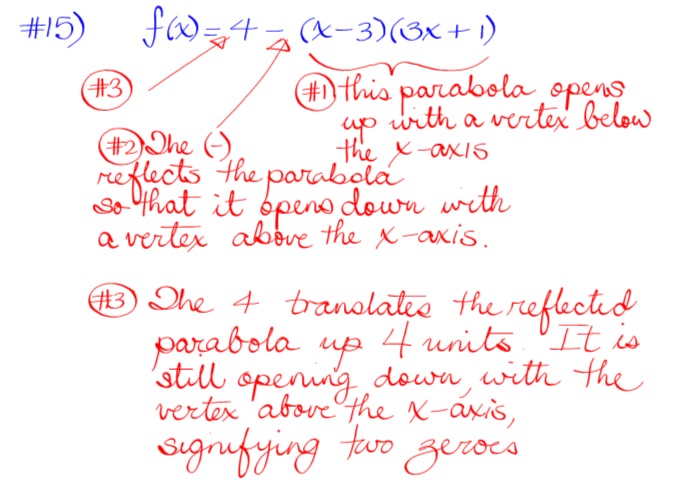 #15) f(x) = 4 - (x-3)(3x+1)
#3
#1 this parabola opens
up with a vertex below
the x-axis
#2 The (-)
reflects the parabola
so that it opens down with
a vertex above the x-axis.
#3 The 4 translates the reflected
parabola up 4 units. It is
still opening down, with the
vertex above the x-axis,
signifying two zeroes